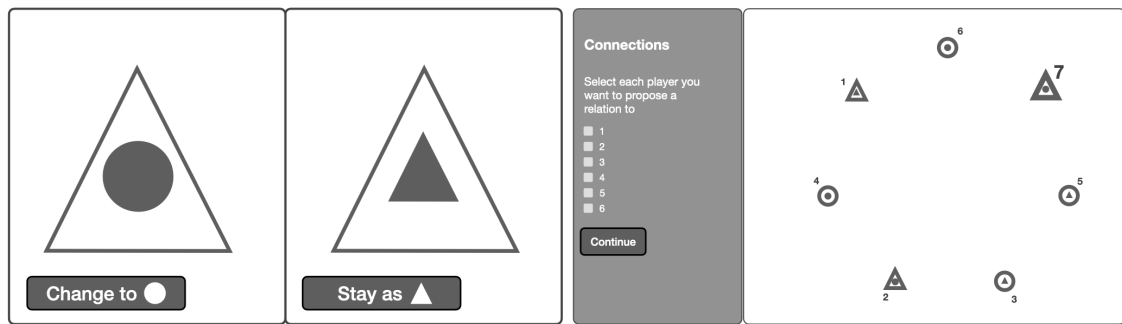 Change to
Stay as
Connections
Select each player you
want to propose a
relation to
1
2
3
4
5
6
Continue
6
7
1
4
5
2
3